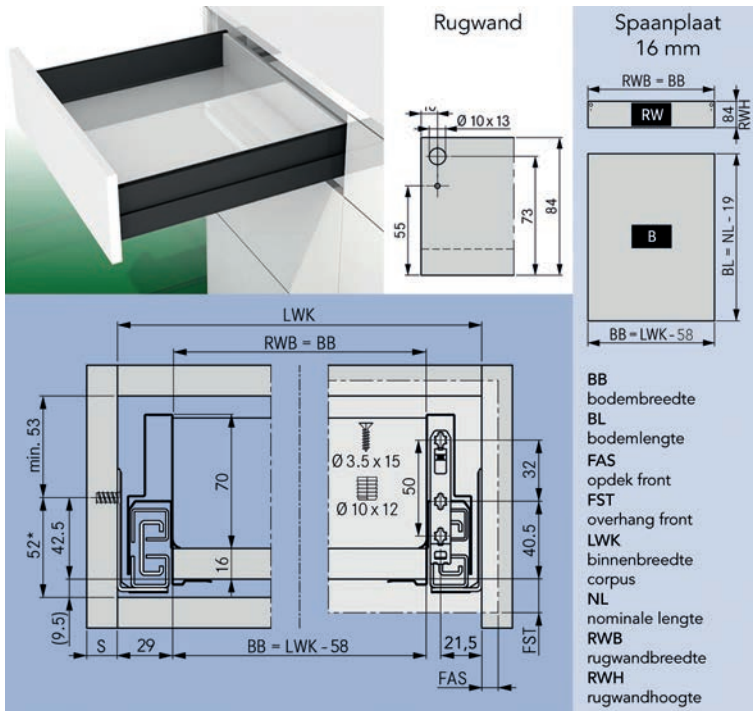 Rugwand
Ø 10 x 13
55
73
84
Spaanplaat
16 mm
RWB = BB
RW
84
RWH
B
BL = NL - 19
BB = LWK - 58
LWK
RWB = BB
min. 53
52*
42.5
(9.5)
70
16
Ø 3.5 x 15
Ø 10 x 12
50
32
40.5
FST
S
29
BB = LWK - 58
21,5
FAS
BB
bodembreedte
BL
bodemlengte
FAS
opdek front
FST
overhang front
LWK
binnenbreedte
corpus
NL
nominale lengte
RWB
rugwandbreedte
RWH
rugwandhoogte